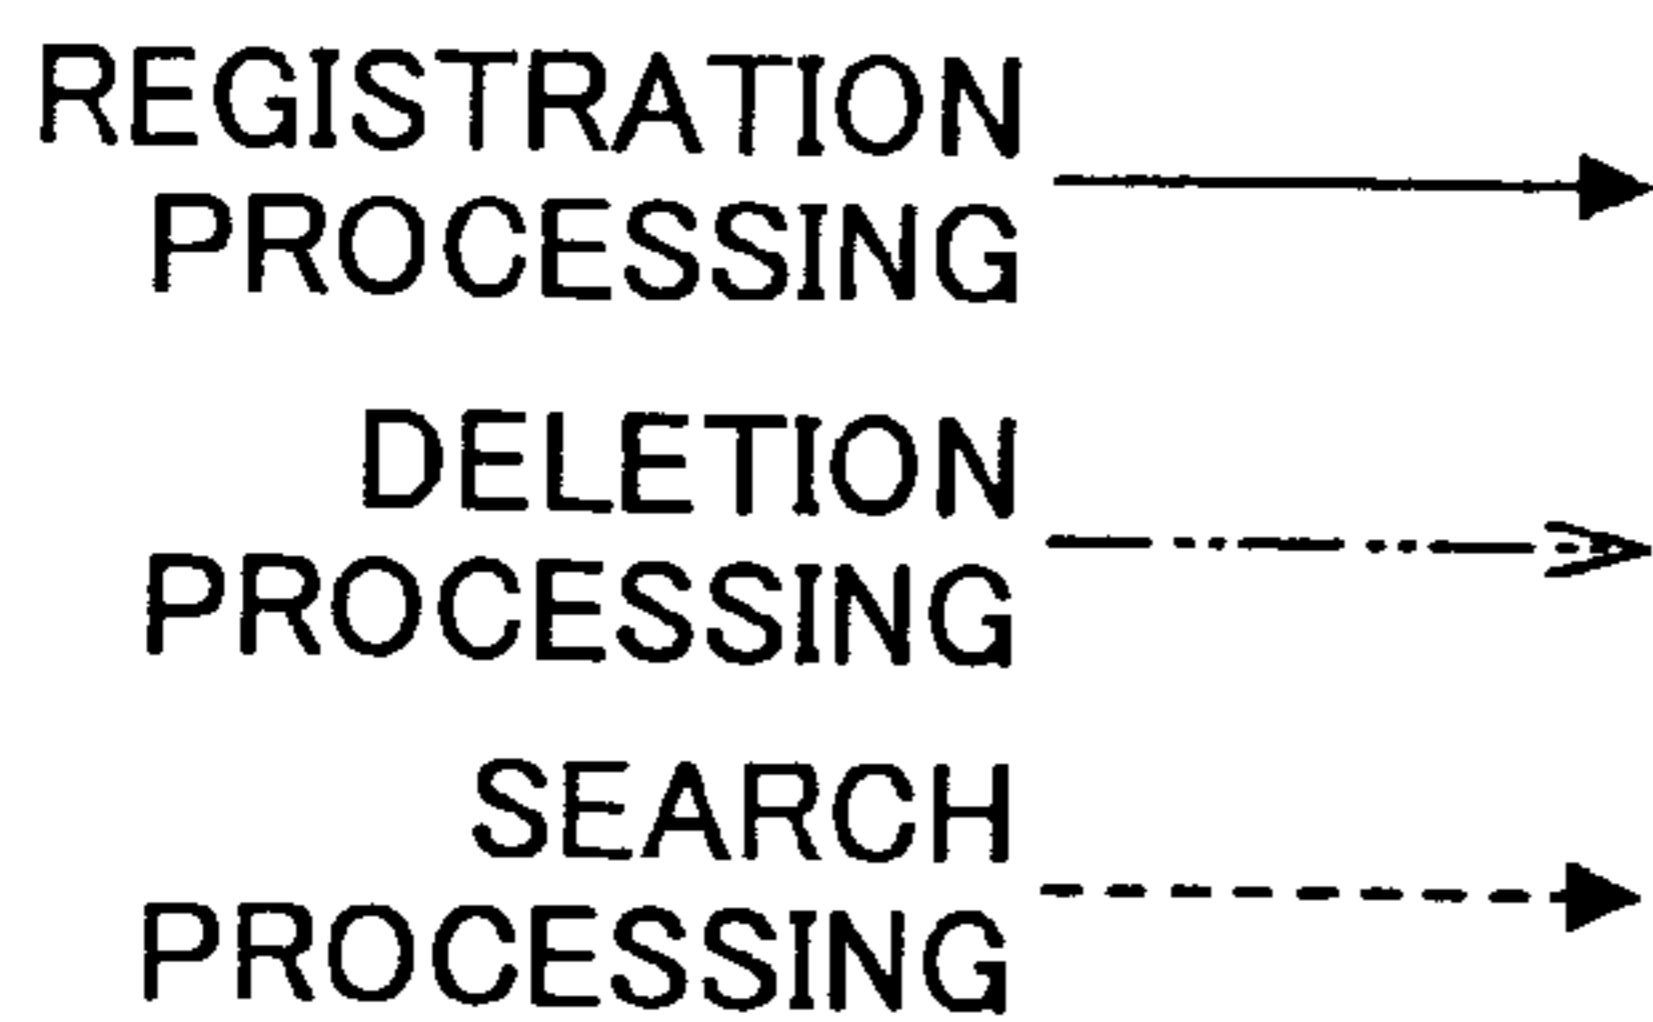 REGISTRATION
PROCESSING
DELETION
PROCESSING
SEARCH
PROCESSING